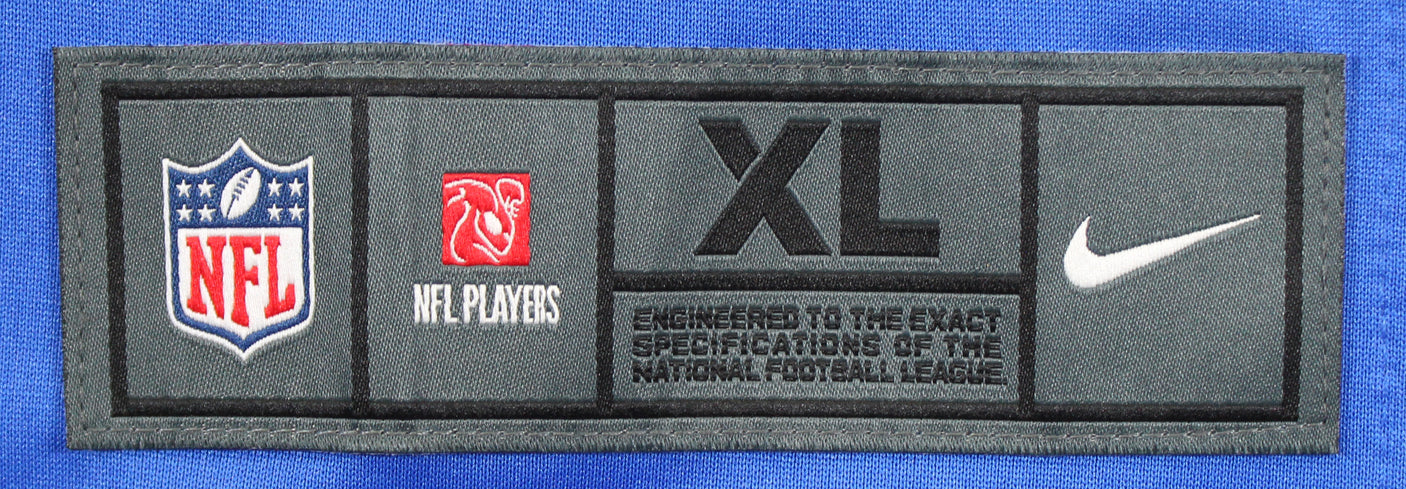 NFL
NFL PLAYERS
XL
ENGINEERED TO THE EXACT
SPECIFICATIONS OF THE
NATIONAL FOOTBALL LEAGUE